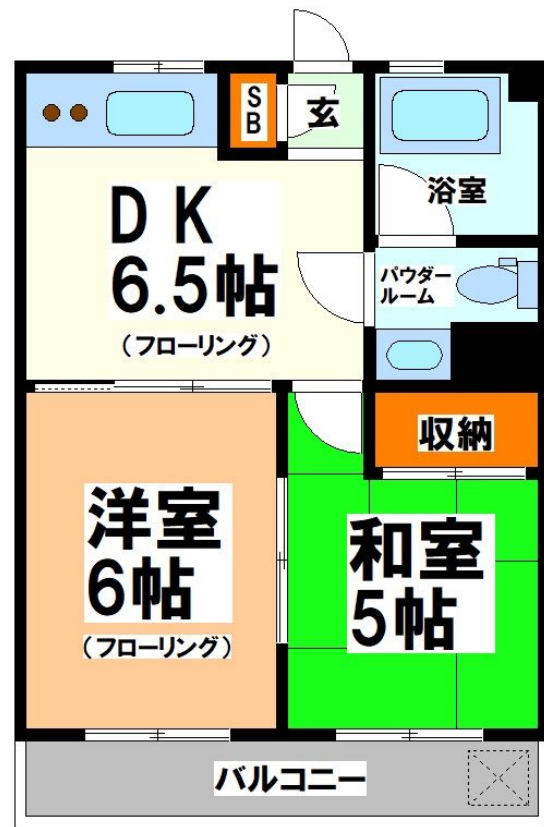 SB
玄
浴室
DK
6.5帖
(フローリング)
パウダー
ルーム
収納
洋室
6帖
(フローリング)
和室
5帖
バルコニー